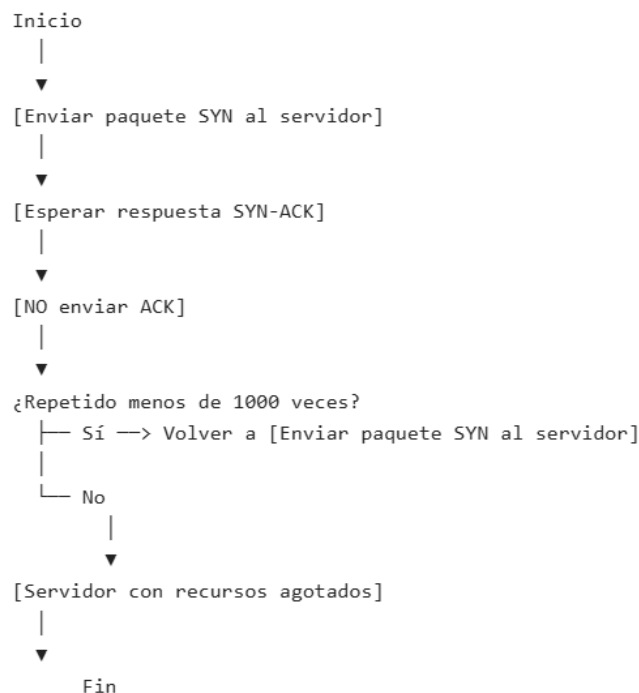 Inicio
[Enviar paquete SYN al servidor]
[Esperar respuesta SYN-ACK]
[NO enviar ACK]
¿Repetido menos de 1000 veces?
├── Sí ──> Volver a [Enviar paquete SYN al servidor]
└── No
[Servidor con recursos agotados]
Fin